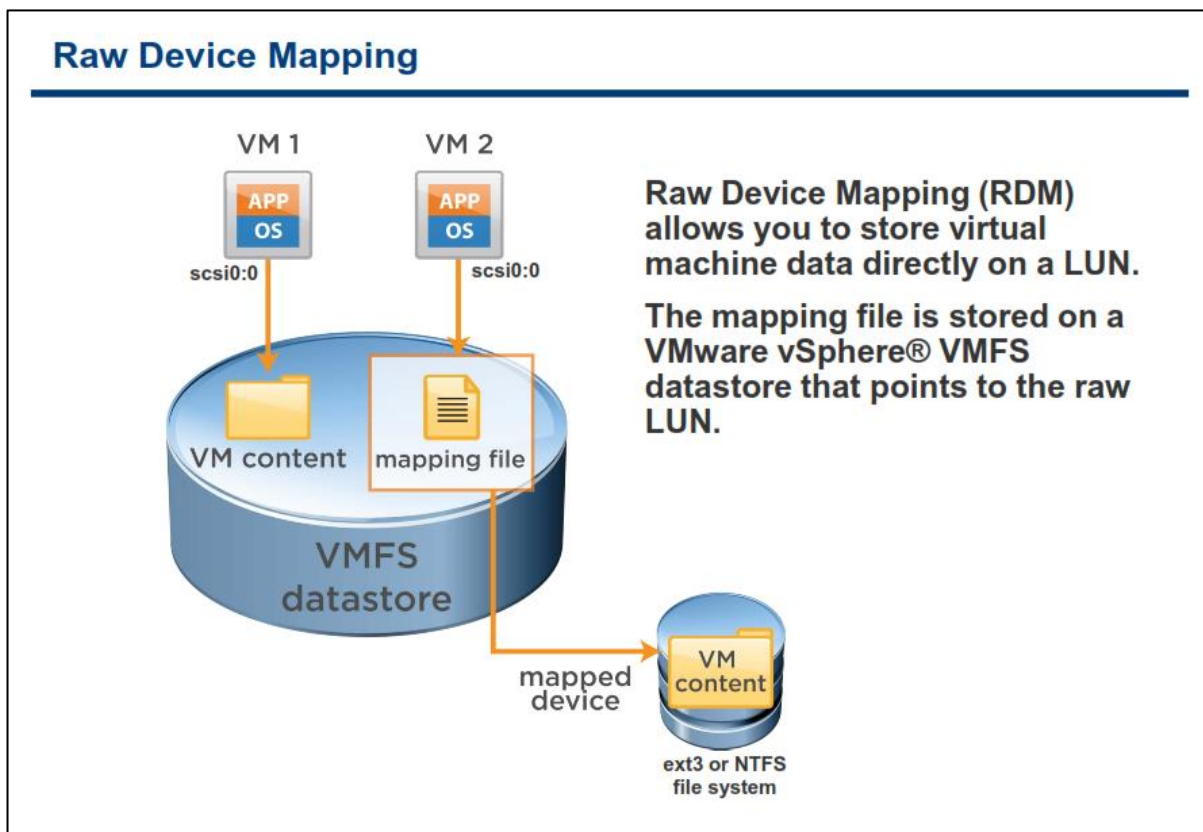 Raw Device Mapping
VM 1
VM 2
APP
OS
APP
OS
scsi0:0
scsi0:0
Raw Device Mapping (RDM)
allows you to store virtual
machine data directly on a LUN.
The mapping file is stored on a
VMware vSphere® VMFS
datastore that points to the raw
LUN.
VM content
mapping file
VMFS
datastore
mapped
device
VM
content
ext3 or NTFS
file system